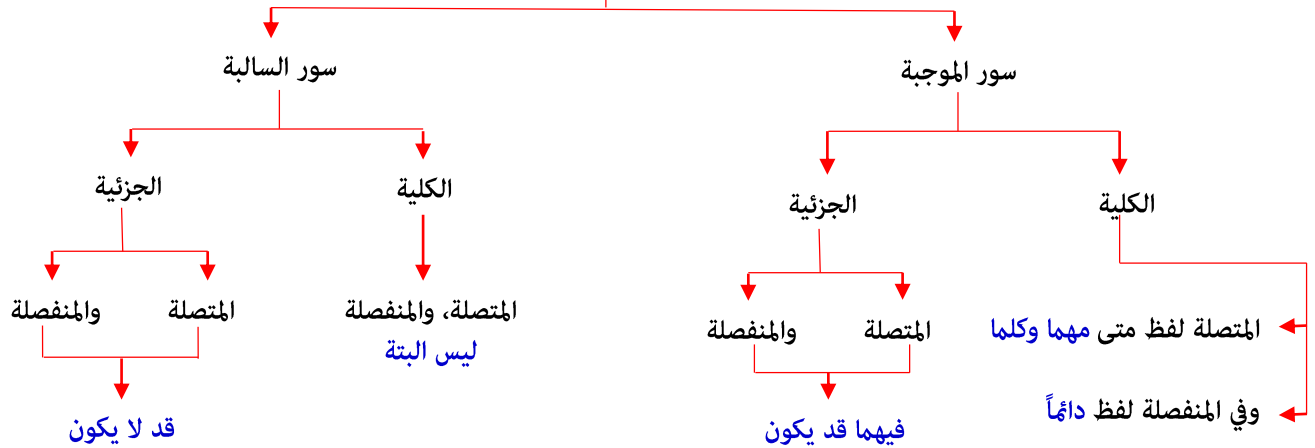 سور الموجبة
سور السالبة
الكلية
الجزئية
الكلية
الجزئية
المتصلة لفظ متى مهما وكلما
وفي المنفصلة لفظ دائماً
المتصلة
والمنفصلة
فيهما قد يكون
المتصلة، والمنفصلة
ليس البتة
المتصلة
والمنفصلة
قد لا يكون